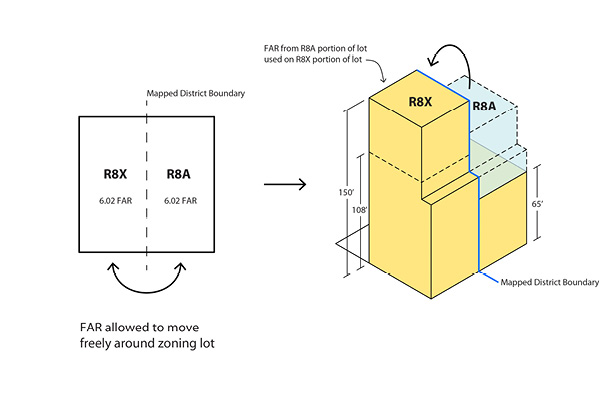 Mapped District Boundary
R8X
R8A
6.02 FAR
6.02 FAR
FAR allowed to move
freely around zoning lot
FAR from R8A portion of lot
used on R8X portion of lot
R8X
R8A
150'
108'
65'
Mapped District Boundary